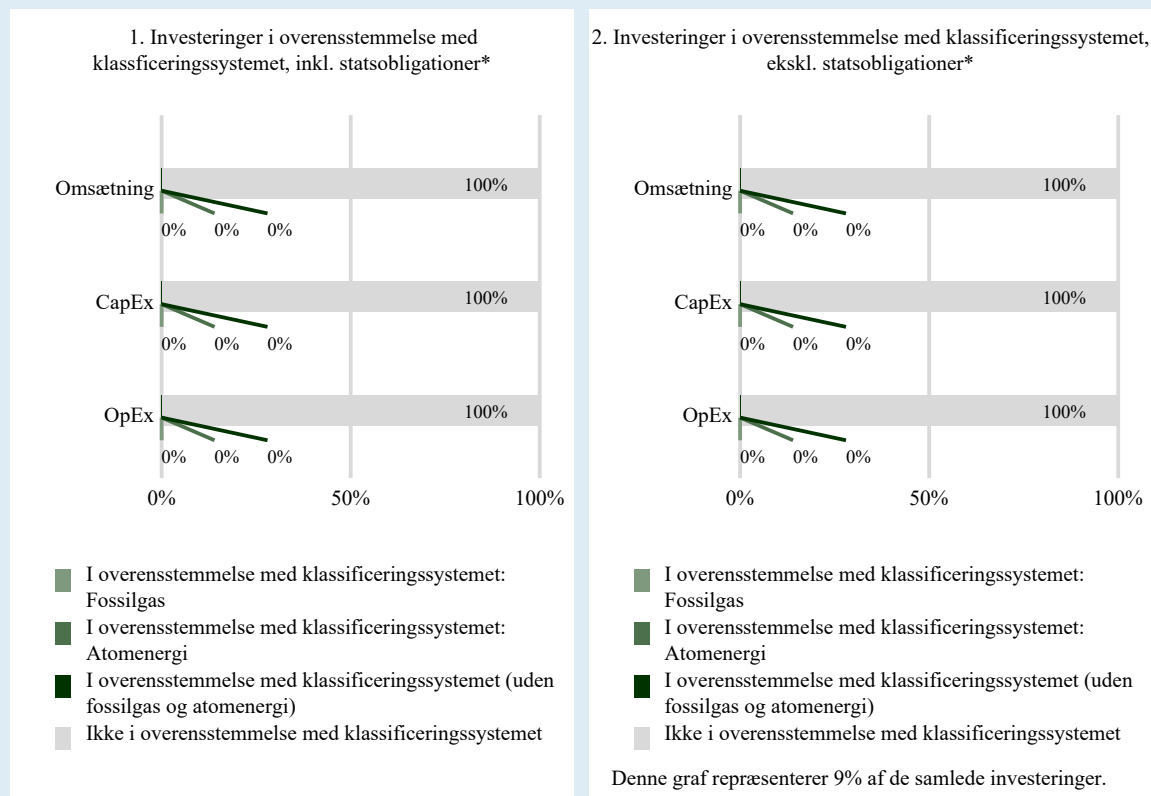 1. Investeringer i overensstemmelse med
klassficeringssystemet, inkl. statsobligationer*
Omsætning
100%
0% 0% 0%
CapEx
100%
0% 0% 0%
OpEx
100%
0% 0% 0%
0% 50% 100%
I overensstemmelse med klassificeringssystemet:
Fossilgas
I overensstemmelse med klassificeringssystemet:
Atomenergi
I overensstemmelse med klassificeringssystemet (uden
fossilgas og atomenergi)
Ikke i overensstemmelse med klassificeringssystemet
2. Investeringer i overensstemmelse med klassificeringssystemet,
ekskl. statsobligationer*
Omsætning
100%
0% 0% 0%
CapEx
100%
0% 0% 0%
OpEx
100%
0% 0% 0%
0% 50% 100%
I overensstemmelse med klassificeringssystemet:
Fossilgas
I overensstemmelse med klassificeringssystemet:
Atomenergi
I overensstemmelse med klassificeringssystemet (uden
fossilgas og atomenergi)
Ikke i overensstemmelse med klassificeringssystemet
Denne graf repræsenterer 9% af de samlede investeringer.